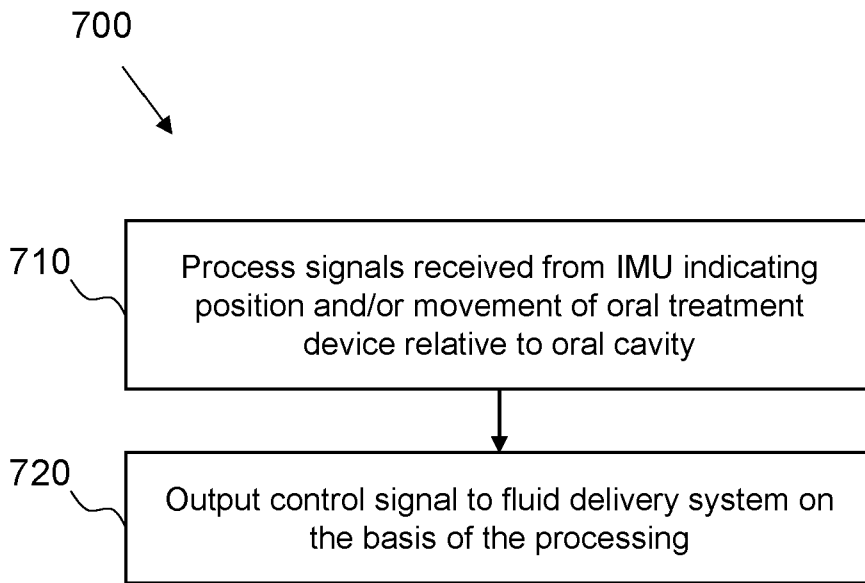 700
710
Process signals received from IMU indicating
position and/or movement of oral treatment
device relative to oral cavity
720
Output control signal to fluid delivery system on
the basis of the processing